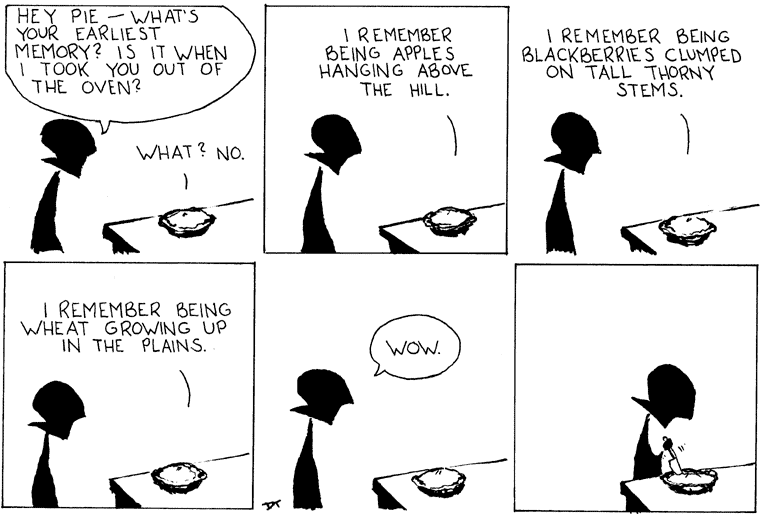 HEY PIE – WHAT'S
YOUR EARLIEST
MEMORY? IS IT WHEN
I TOOK YOU OUT OF
THE OVEN?
WHAT? NO.
I REMEMBER
BEING APPLES
HANGING ABOVE
THE HILL.
I REMEMBER BEING
BLACKBERRIES CLUMPED
ON TALL THORNY
STEMS.
I REMEMBER BEING
WHEAT GROWING UP
IN THE PLAINS.
WOW.